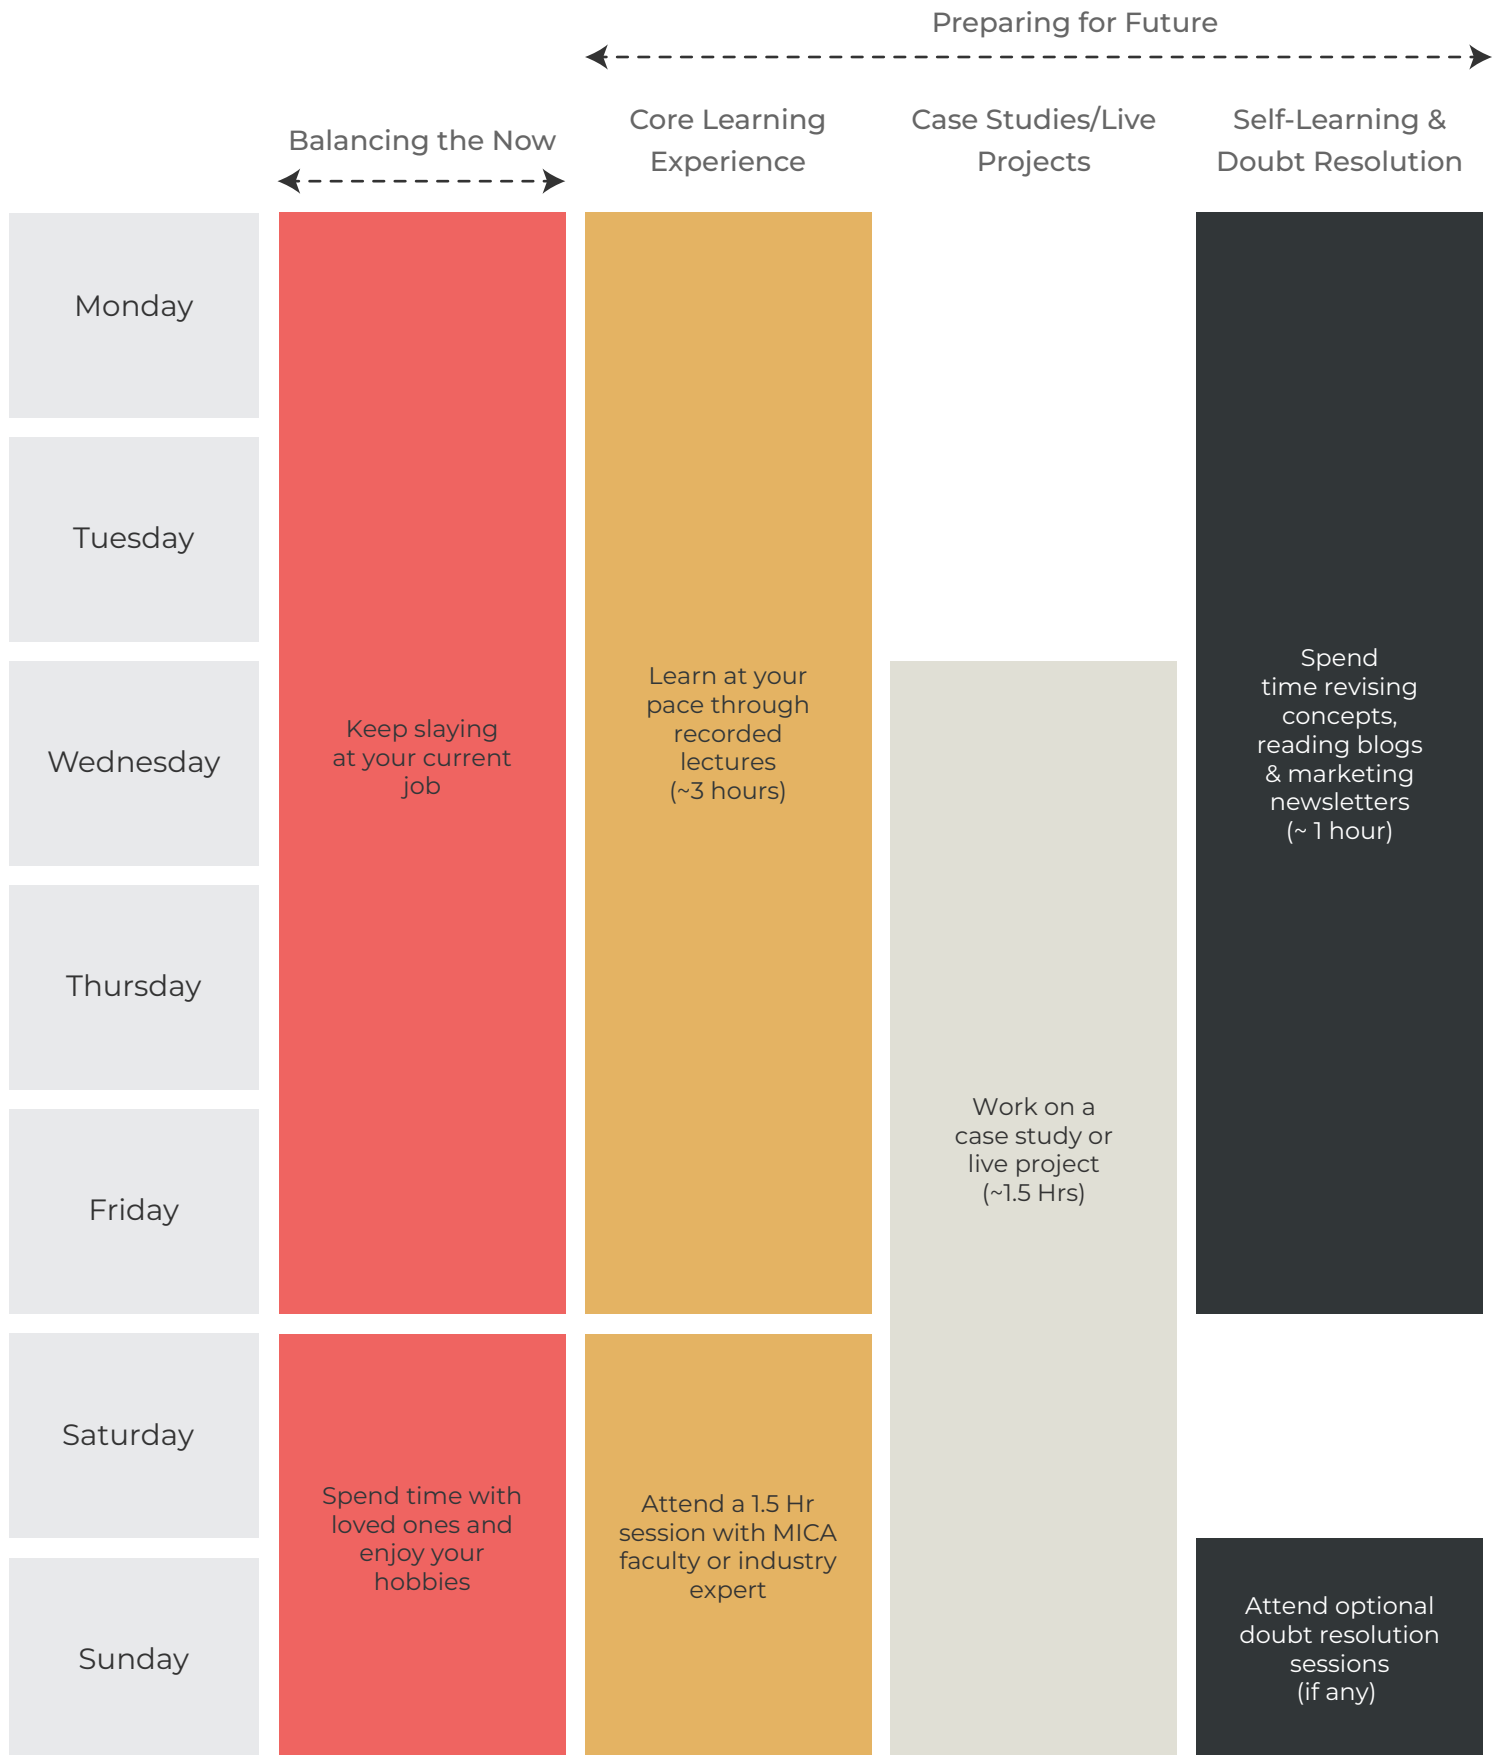 Preparing for Future
Balancing the Now
Core Learning
Experience
Case Studies/Live
Projects
Self-Learning &
Doubt Resolution
Monday
Tuesday
Wednesday
Thursday
Friday
Saturday
Sunday
Keep slaying
at your current
job
Spend time with
loved ones and
enjoy your
hobbies
Learn at your
pace through
recorded
lectures
(~3 hours)
Attend a 1.5 Hr
session with MICA
faculty or industry
expert
Work on a
case study or
live project
(~1.5 Hrs)
Spend
time revising
concepts,
reading blogs
& marketing
newsletters
(~ 1 hour)
Attend optional
doubt resolution
sessions
(if any)